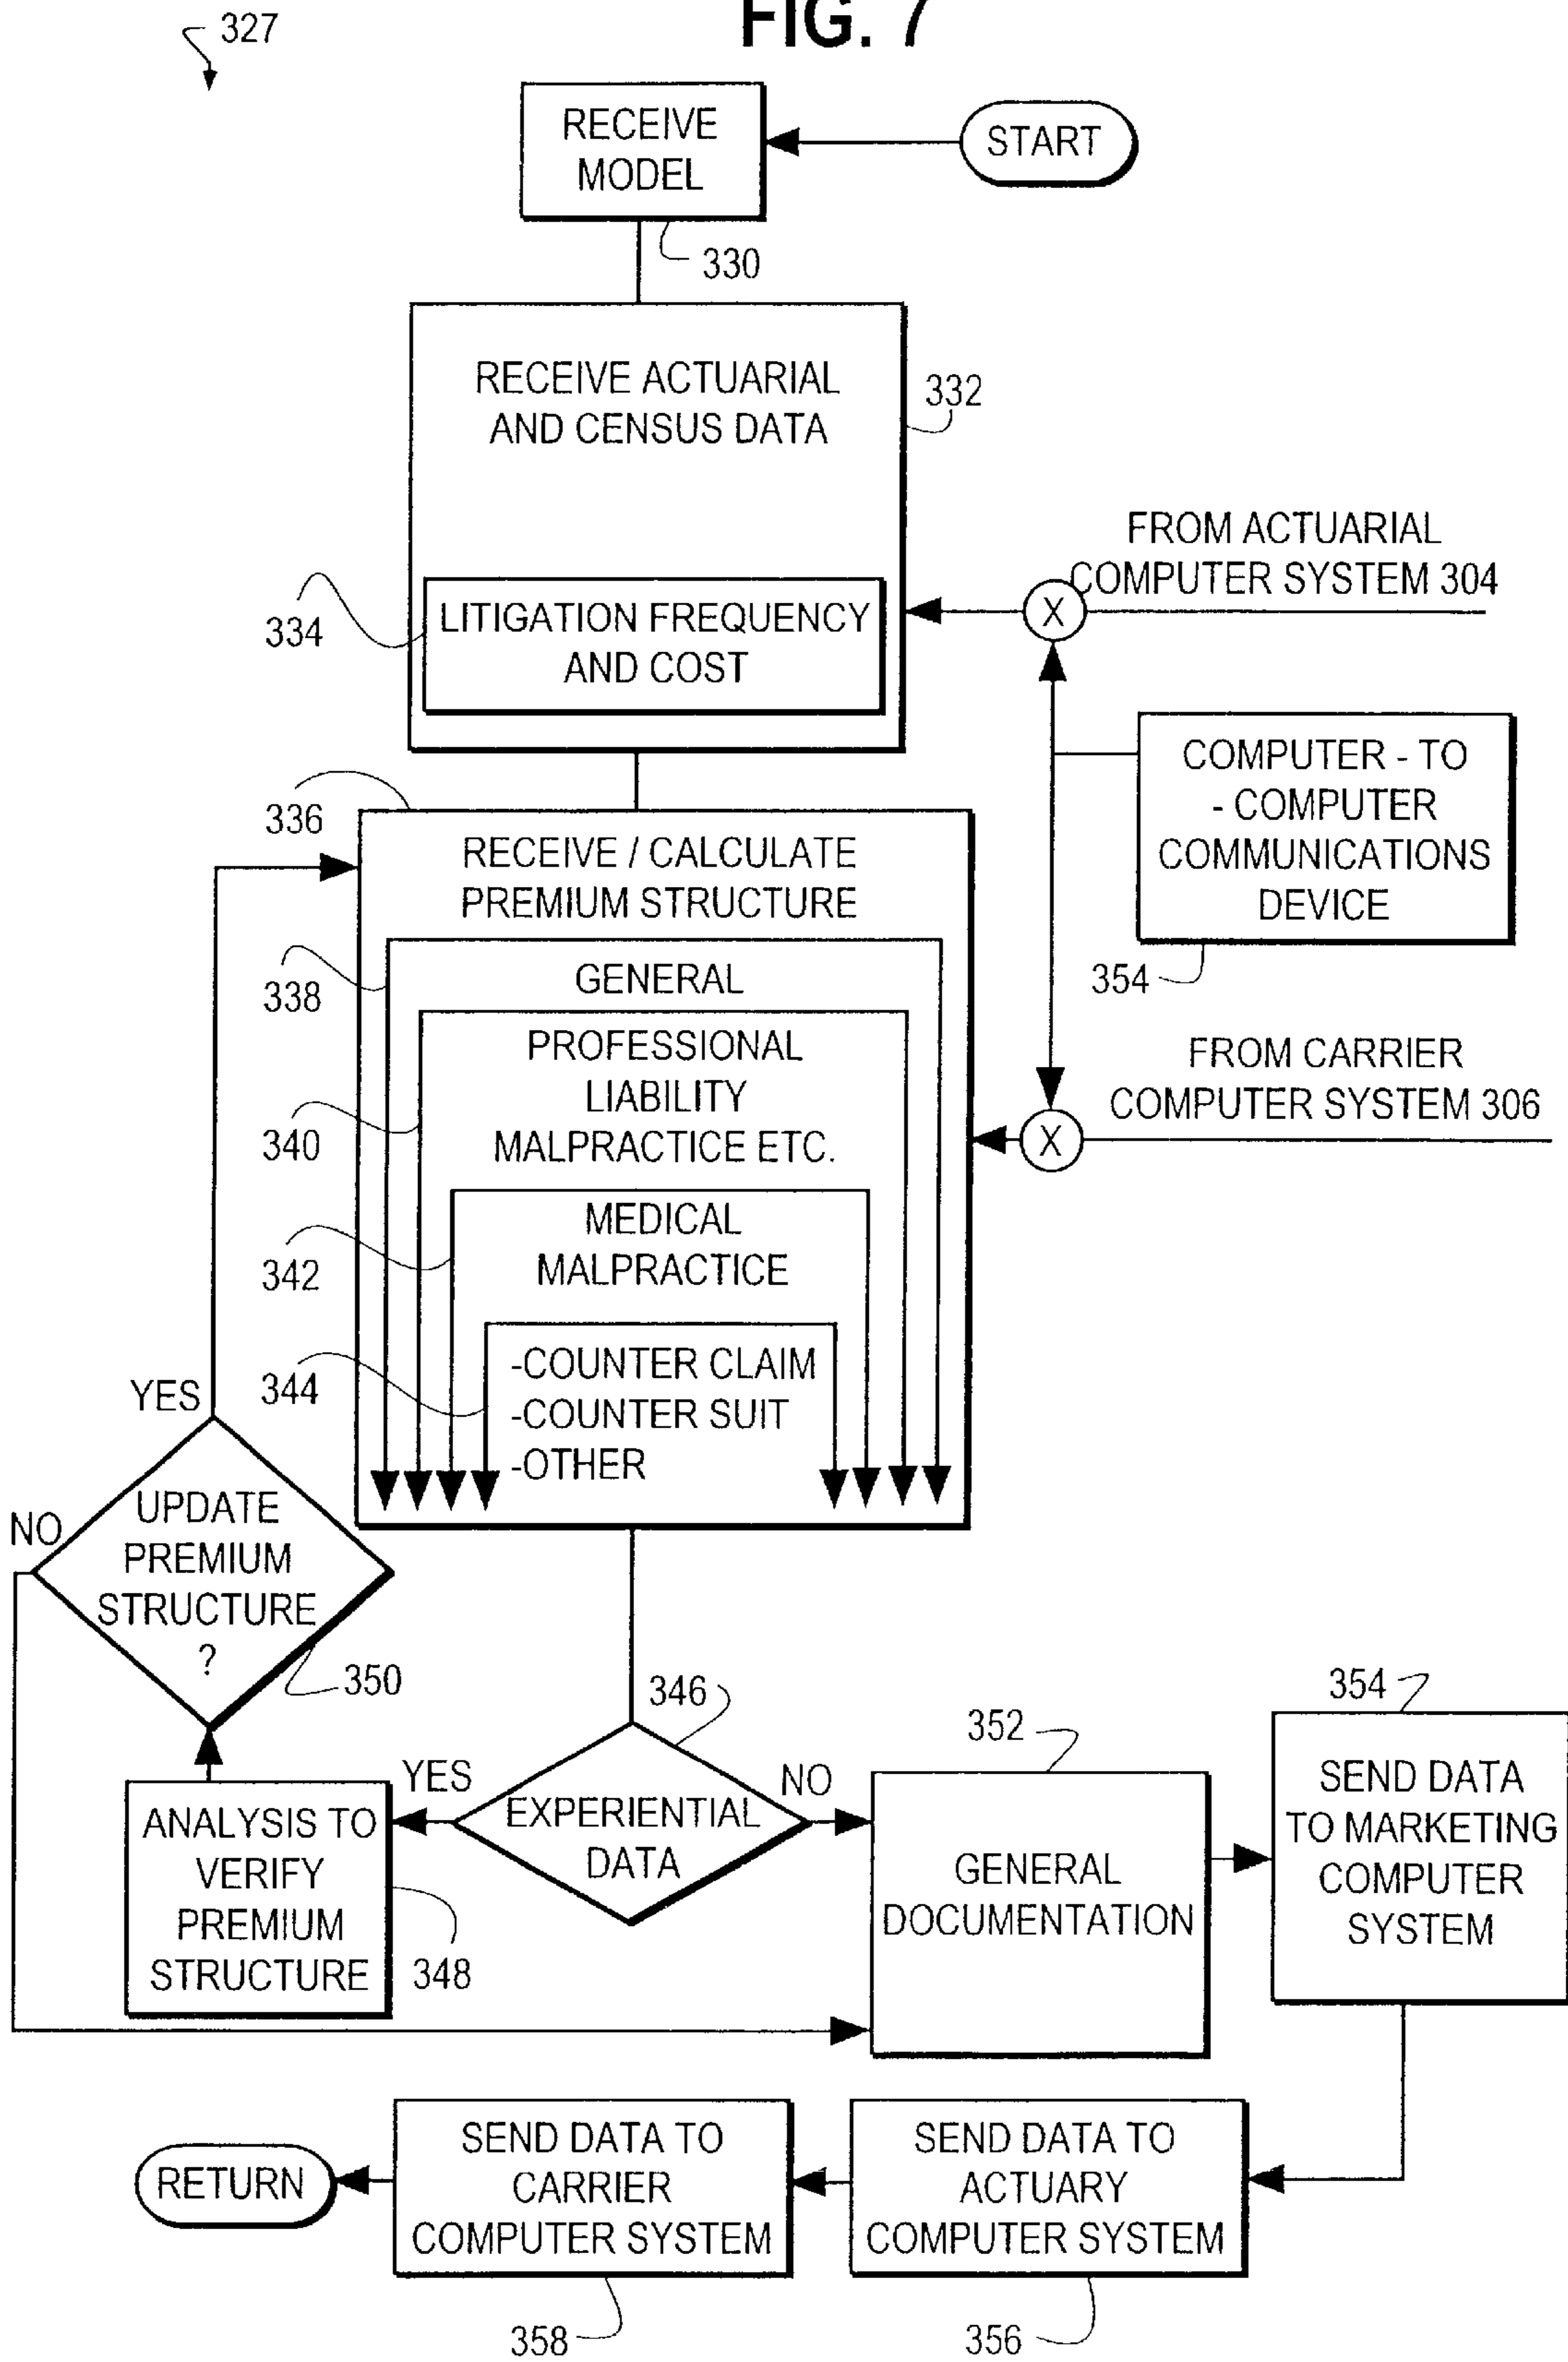 FIG. 7
327
RECEIVE
MODEL
START
330
RECEIVE ACTUARIAL
AND CENSUS DATA
332
FROM ACTUARIAL
COMPUTER SYSTEM 304
X
334
LITIGATION FREQUENCY
AND COST
COMPUTER - TO
- COMPUTER
COMMUNICATIONS
DEVICE
354
336
RECEIVE / CALCULATE
PREMIUM STRUCTURE
338
GENERAL
340
PROFESSIONAL
LIABILITY
MALPRACTICE ETC.
FROM CARRIER
COMPUTER SYSTEM 306
X
342
MEDICAL
MALPRACTICE
344
-COUNTER CLAIM
-COUNTER SUIT
-OTHER
YES
NO
UPDATE
PREMIUM
STRUCTURE
?
350
346
YES
NO
EXPERIENTIAL
DATA
ANALYSIS TO
VERIFY
PREMIUM
STRUCTURE
348
352
GENERAL
DOCUMENTATION
354
SEND DATA
TO MARKETING
COMPUTER
SYSTEM
RETURN
SEND DATA TO
CARRIER
COMPUTER SYSTEM
358
SEND DATA TO
ACTUARY
COMPUTER SYSTEM
356